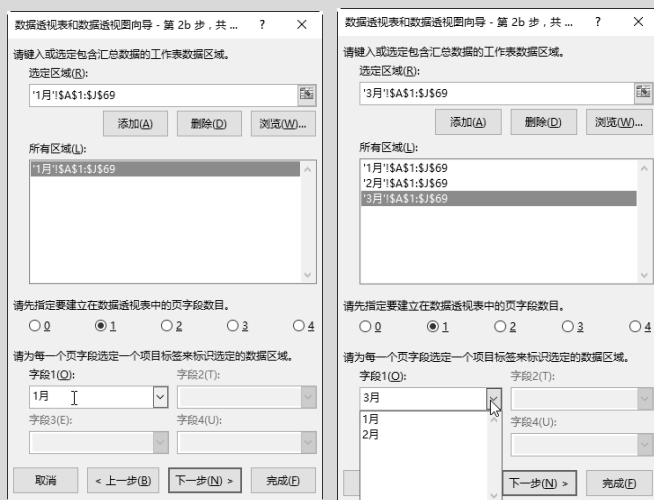 数据透视表和数据透视图向导 - 第 2b 步，共 ... ? ×
请键入或选定包含汇总数据的工作表数据区域。
选定区域(R):
'1月'!$A$1:$J$69
添加(A) 删除(D) 浏览(W)...
所有区域(L):
'1月'!$A$1:$J$69
请先指定要建立在数据透视表中的页字段数目。
0 1 2 3 4
请为每一个页字段选定一个项目标签来标识选定的数据区域。
字段1(O): 字段2(T):
1月
字段3(E): 字段4(U):
取消 < 上一步(B) 下一步(N) > 完成(F)
数据透视表和数据透视图向导 - 第 2b 步，共 ... ? ×
请键入或选定包含汇总数据的工作表数据区域。
选定区域(R):
'3月'!$A$1:$J$69
添加(A) 删除(D) 浏览(W)...
所有区域(L):
'1月'!$A$1:$J$69
'2月'!$A$1:$J$69
'3月'!$A$1:$J$69
请先指定要建立在数据透视表中的页字段数目。
0 1 2 3 4
请为每一个页字段选定一个项目标签来标识选定的数据区域。
字段1(O): 字段2(T):
3月
1月
2月
字段4(U):
下一步(N) > 完成(F)